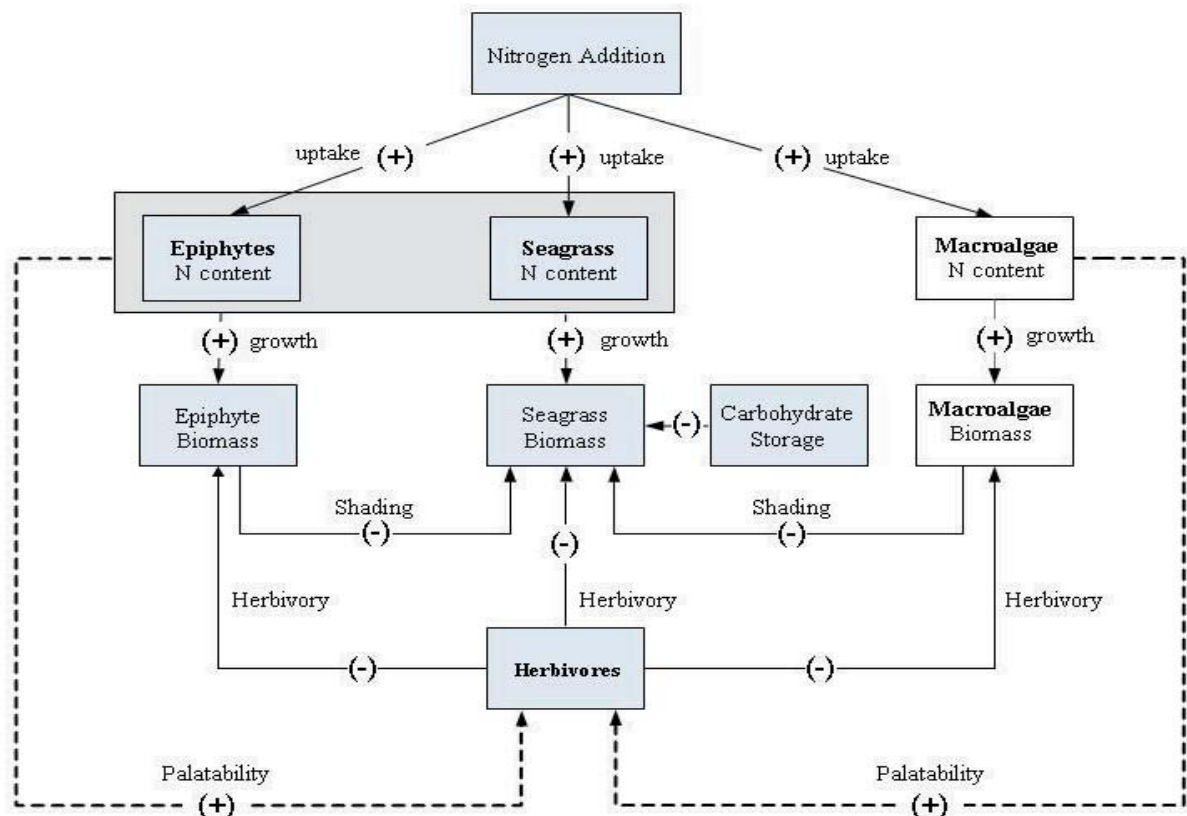 Nitrogen Addition
uptake (+)
(+) uptake
(+) uptake
Epiphytes
N content
Seagrass
N content
Macroalgae
N content
(+) growth
(+) growth
(+) growth
Epiphyte
Biomass
Seagrass
Biomass
(-)
Carbohydrate
Storage
Macroalgae
Biomass
Shading
(-)
(-)
Shading
(-)
Herbivory
Herbivory
Herbivory
(-)
Herbivores
(-)
Palatability
(+)
Palatability
(+)